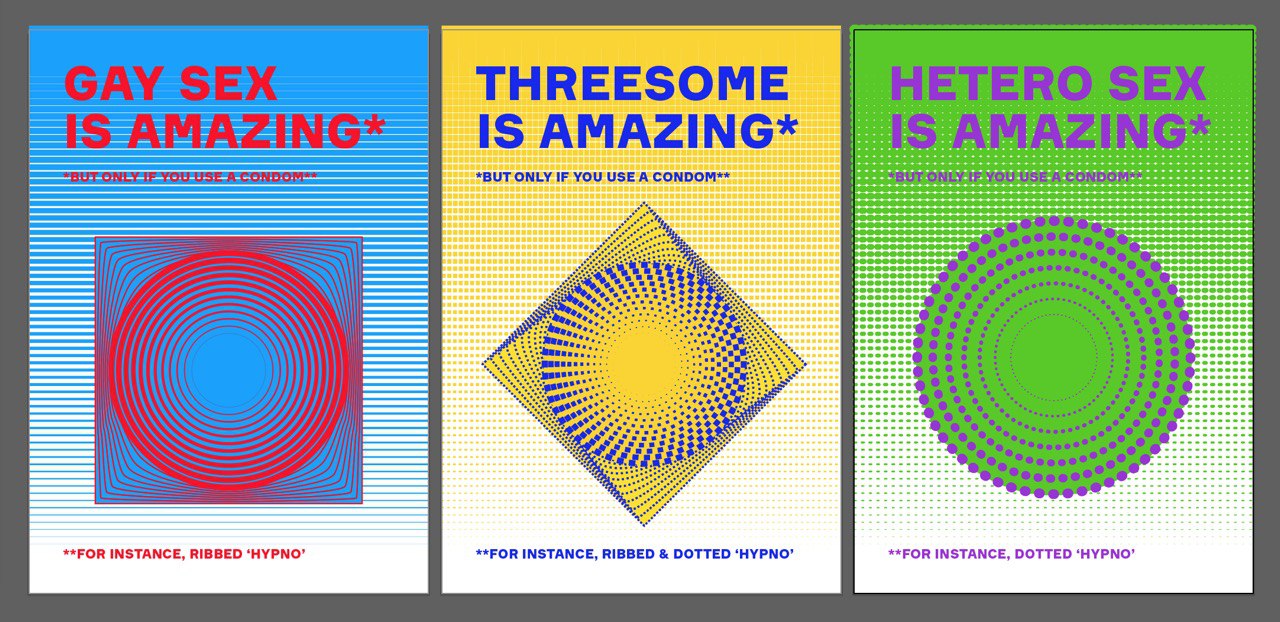 GAY SEX
IS AMAZING*
*BUT ONLY IF YOU USE A CONDOM**
**FOR INSTANCE, RIBBED ‘HYPNO’
THREESOME
IS AMAZING*
*BUT ONLY IF YOU USE A CONDOM**
**FOR INSTANCE, RIBBED & DOTTED ‘HYPNO’
HETERO SEX
IS AMAZING*
*BUT ONLY IF YOU USE A CONDOM**
**FOR INSTANCE, DOTTED ‘HYPNO’